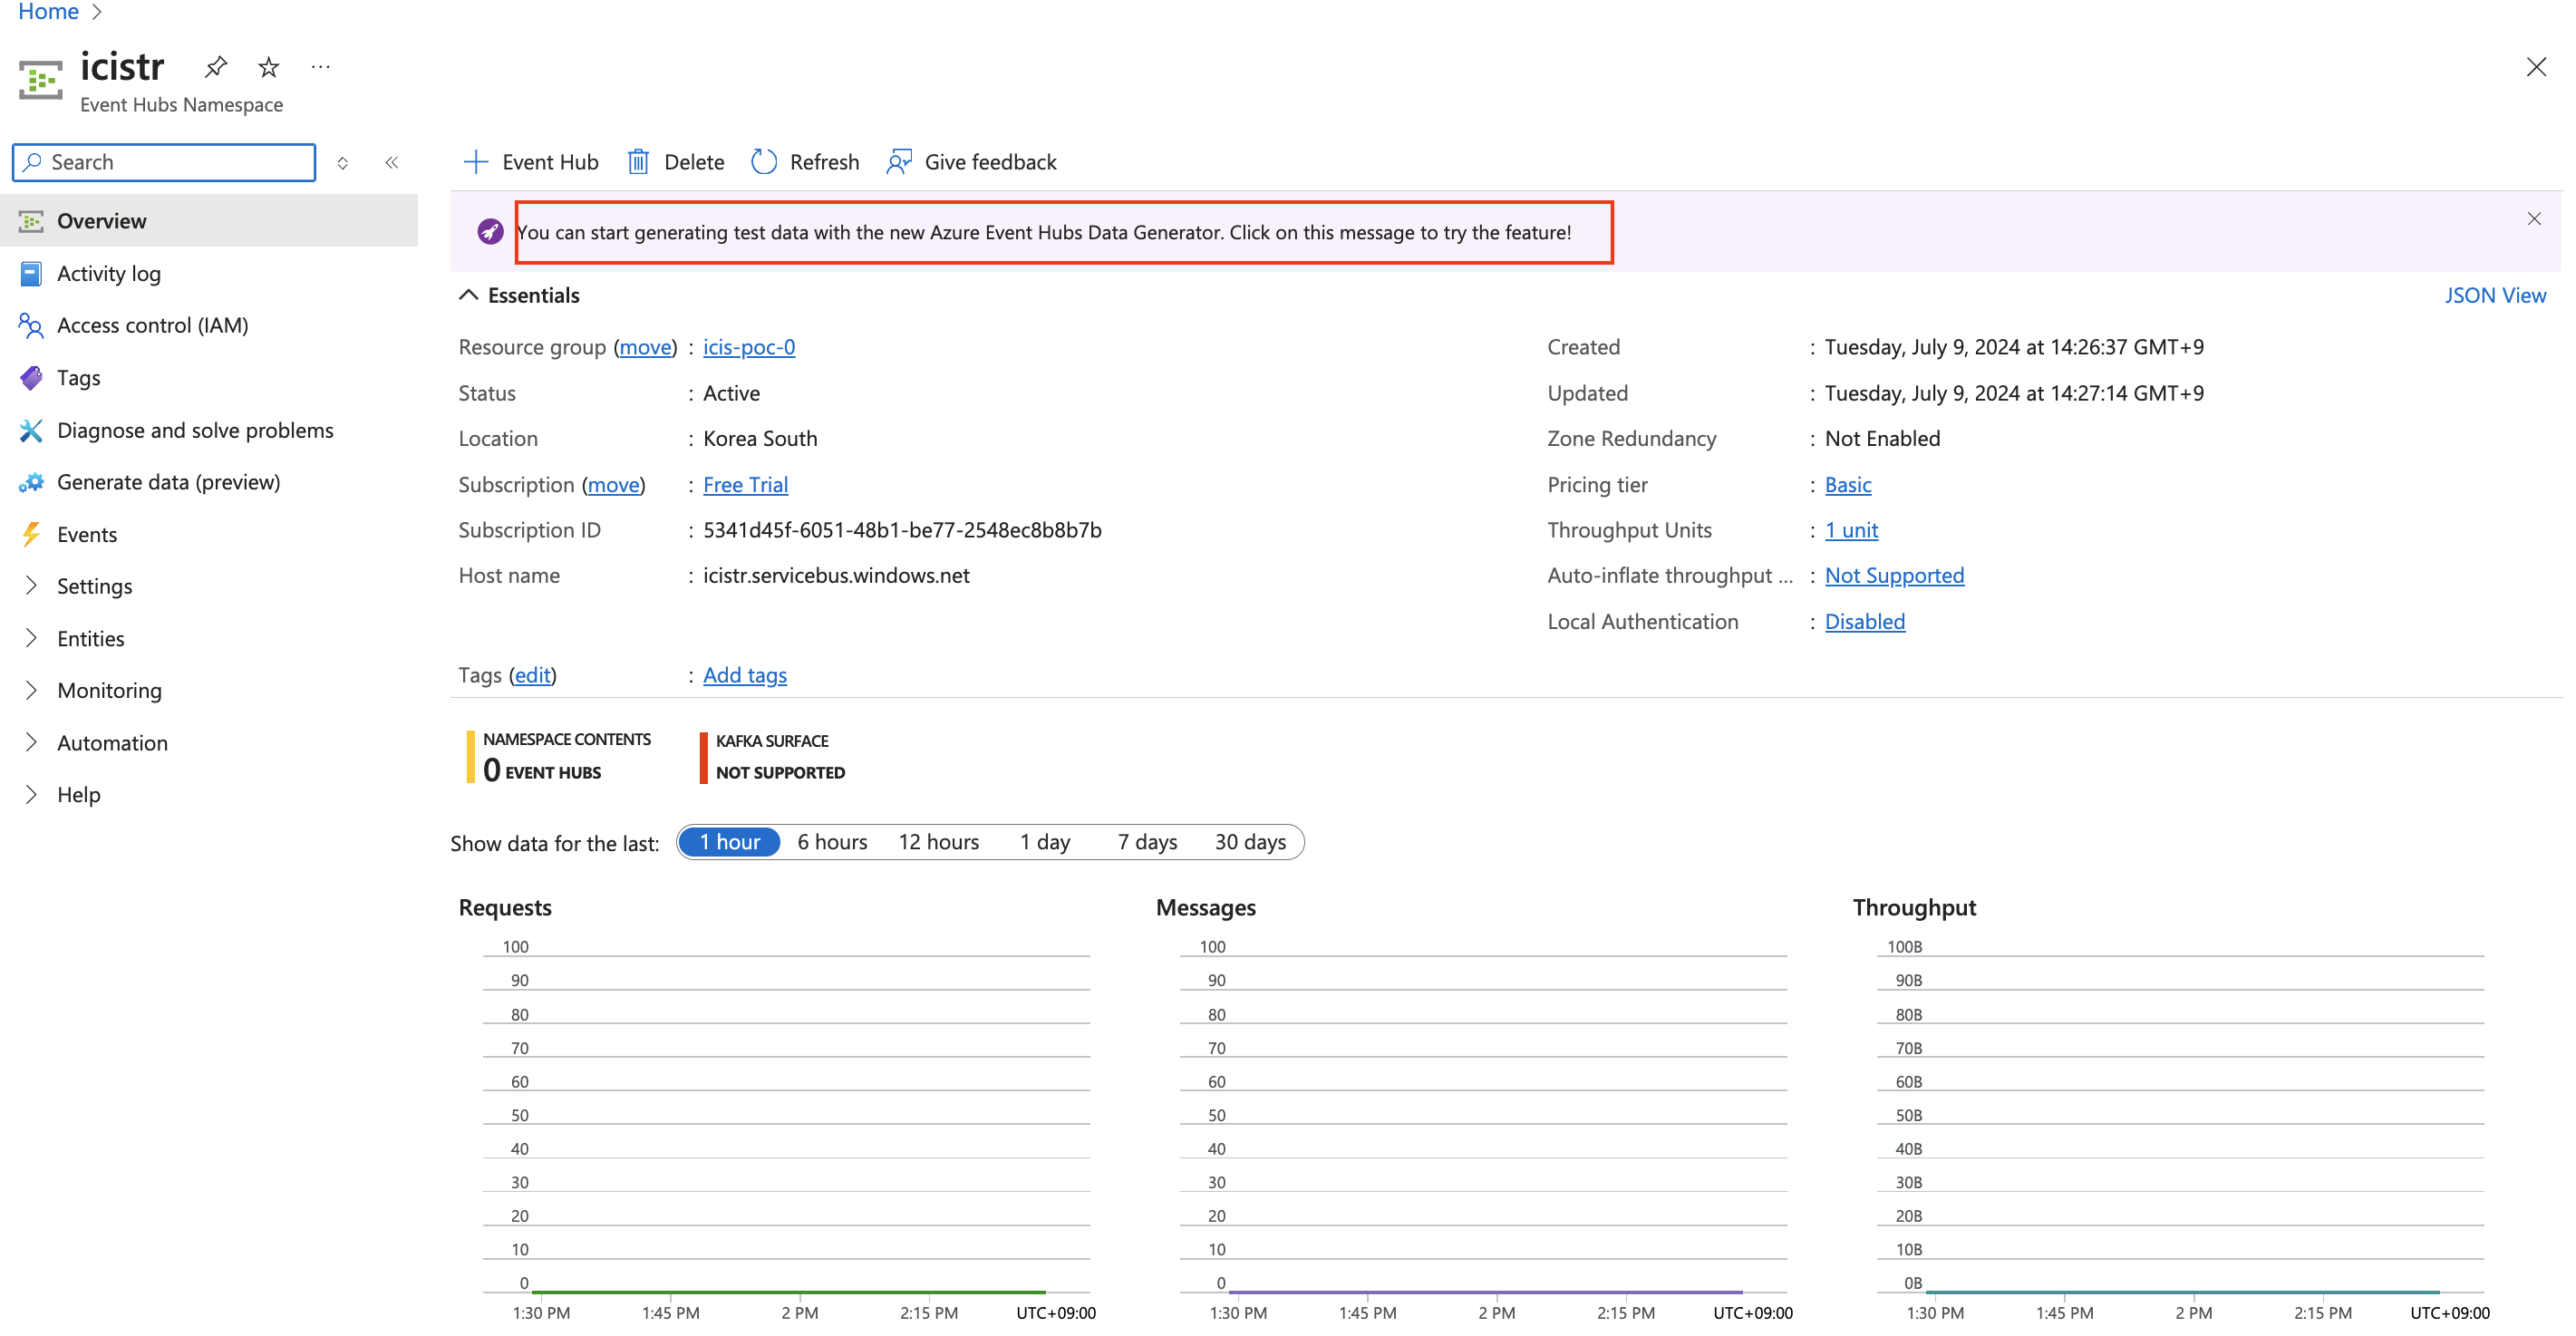 Home
icistr
Event Hubs Namespace
Search
Event Hub Delete Refresh Give feedback
Overview
Activity log
Access control (IAM)
Tags
Diagnose and solve problems
Generate data (preview)
Events
Settings
Entities
Monitoring
Automation
Help
You can start generating test data with the new Azure Event Hubs Data Generator. Click on this message to try the feature!
Essentials
JSON View
Resource group (move) : icis-poc-0
Status : Active
Location : Korea South
Subscription (move) : Free Trial
Subscription ID : 5341d45f-6051-48b1-be77-2548ec8b8b7b
Host name : icistr.servicebus.windows.net
Created : Tuesday, July 9, 2024 at 14:26:37 GMT+9
Updated : Tuesday, July 9, 2024 at 14:27:14 GMT+9
Zone Redundancy : Not Enabled
Pricing tier : Basic
Throughput Units : 1 unit
Auto-inflate throughput ... : Not Supported
Local Authentication : Disabled
Tags (edit) : Add tags
NAMESPACE CONTENTS
0 EVENT HUBS
KAFKA SURFACE
NOT SUPPORTED
Show data for the last: 1 hour 6 hours 12 hours 1 day 7 days 30 days
Requests
100
90
80
70
60
50
40
30
20
10
0
1:30 PM 1:45 PM 2 PM 2:15 PM UTC+09:00
Messages
100
90
80
70
60
50
40
30
20
10
0
1:30 PM 1:45 PM 2 PM 2:15 PM UTC+09:00
Throughput
100B
90B
80B
70B
60B
50B
40B
30B
20B
10B
0B
1:30 PM 1:45 PM 2 PM 2:15 PM UTC+09:00